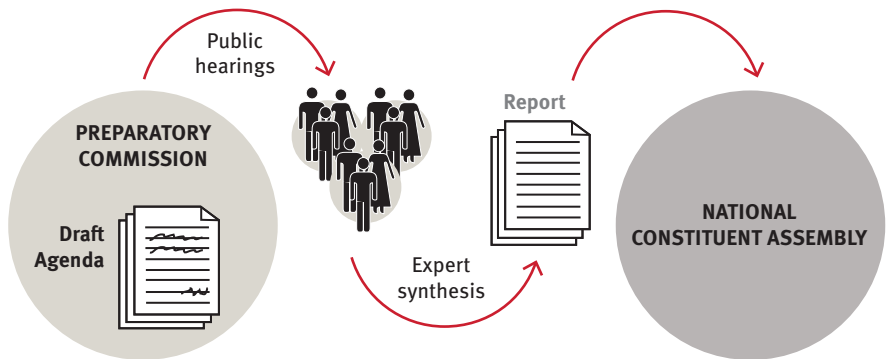 Public
hearings
PREPARATORY
COMMISSION
Draft
Agenda
Report
Expert
synthesis
NATIONAL
CONSTITUENT ASSEMBLY